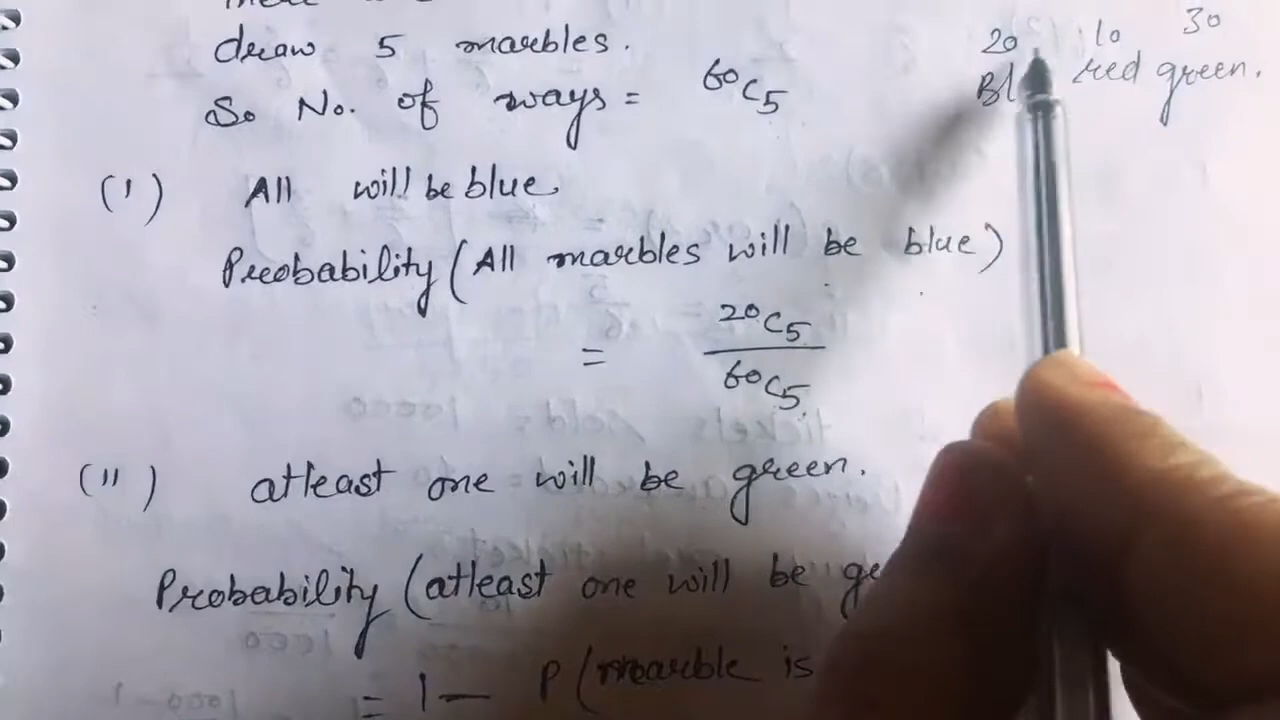 draw 5 marbles.
So No. of ways = ⁶⁰C₅
20 10 30
Bl red green.
(i) All will be blue
Probability (All marbles will be blue)
= ²⁰C₅ / ⁶⁰C₅
(ii) atleast one will be green.
Probability (atleast one will be
= 1 - P (marble is